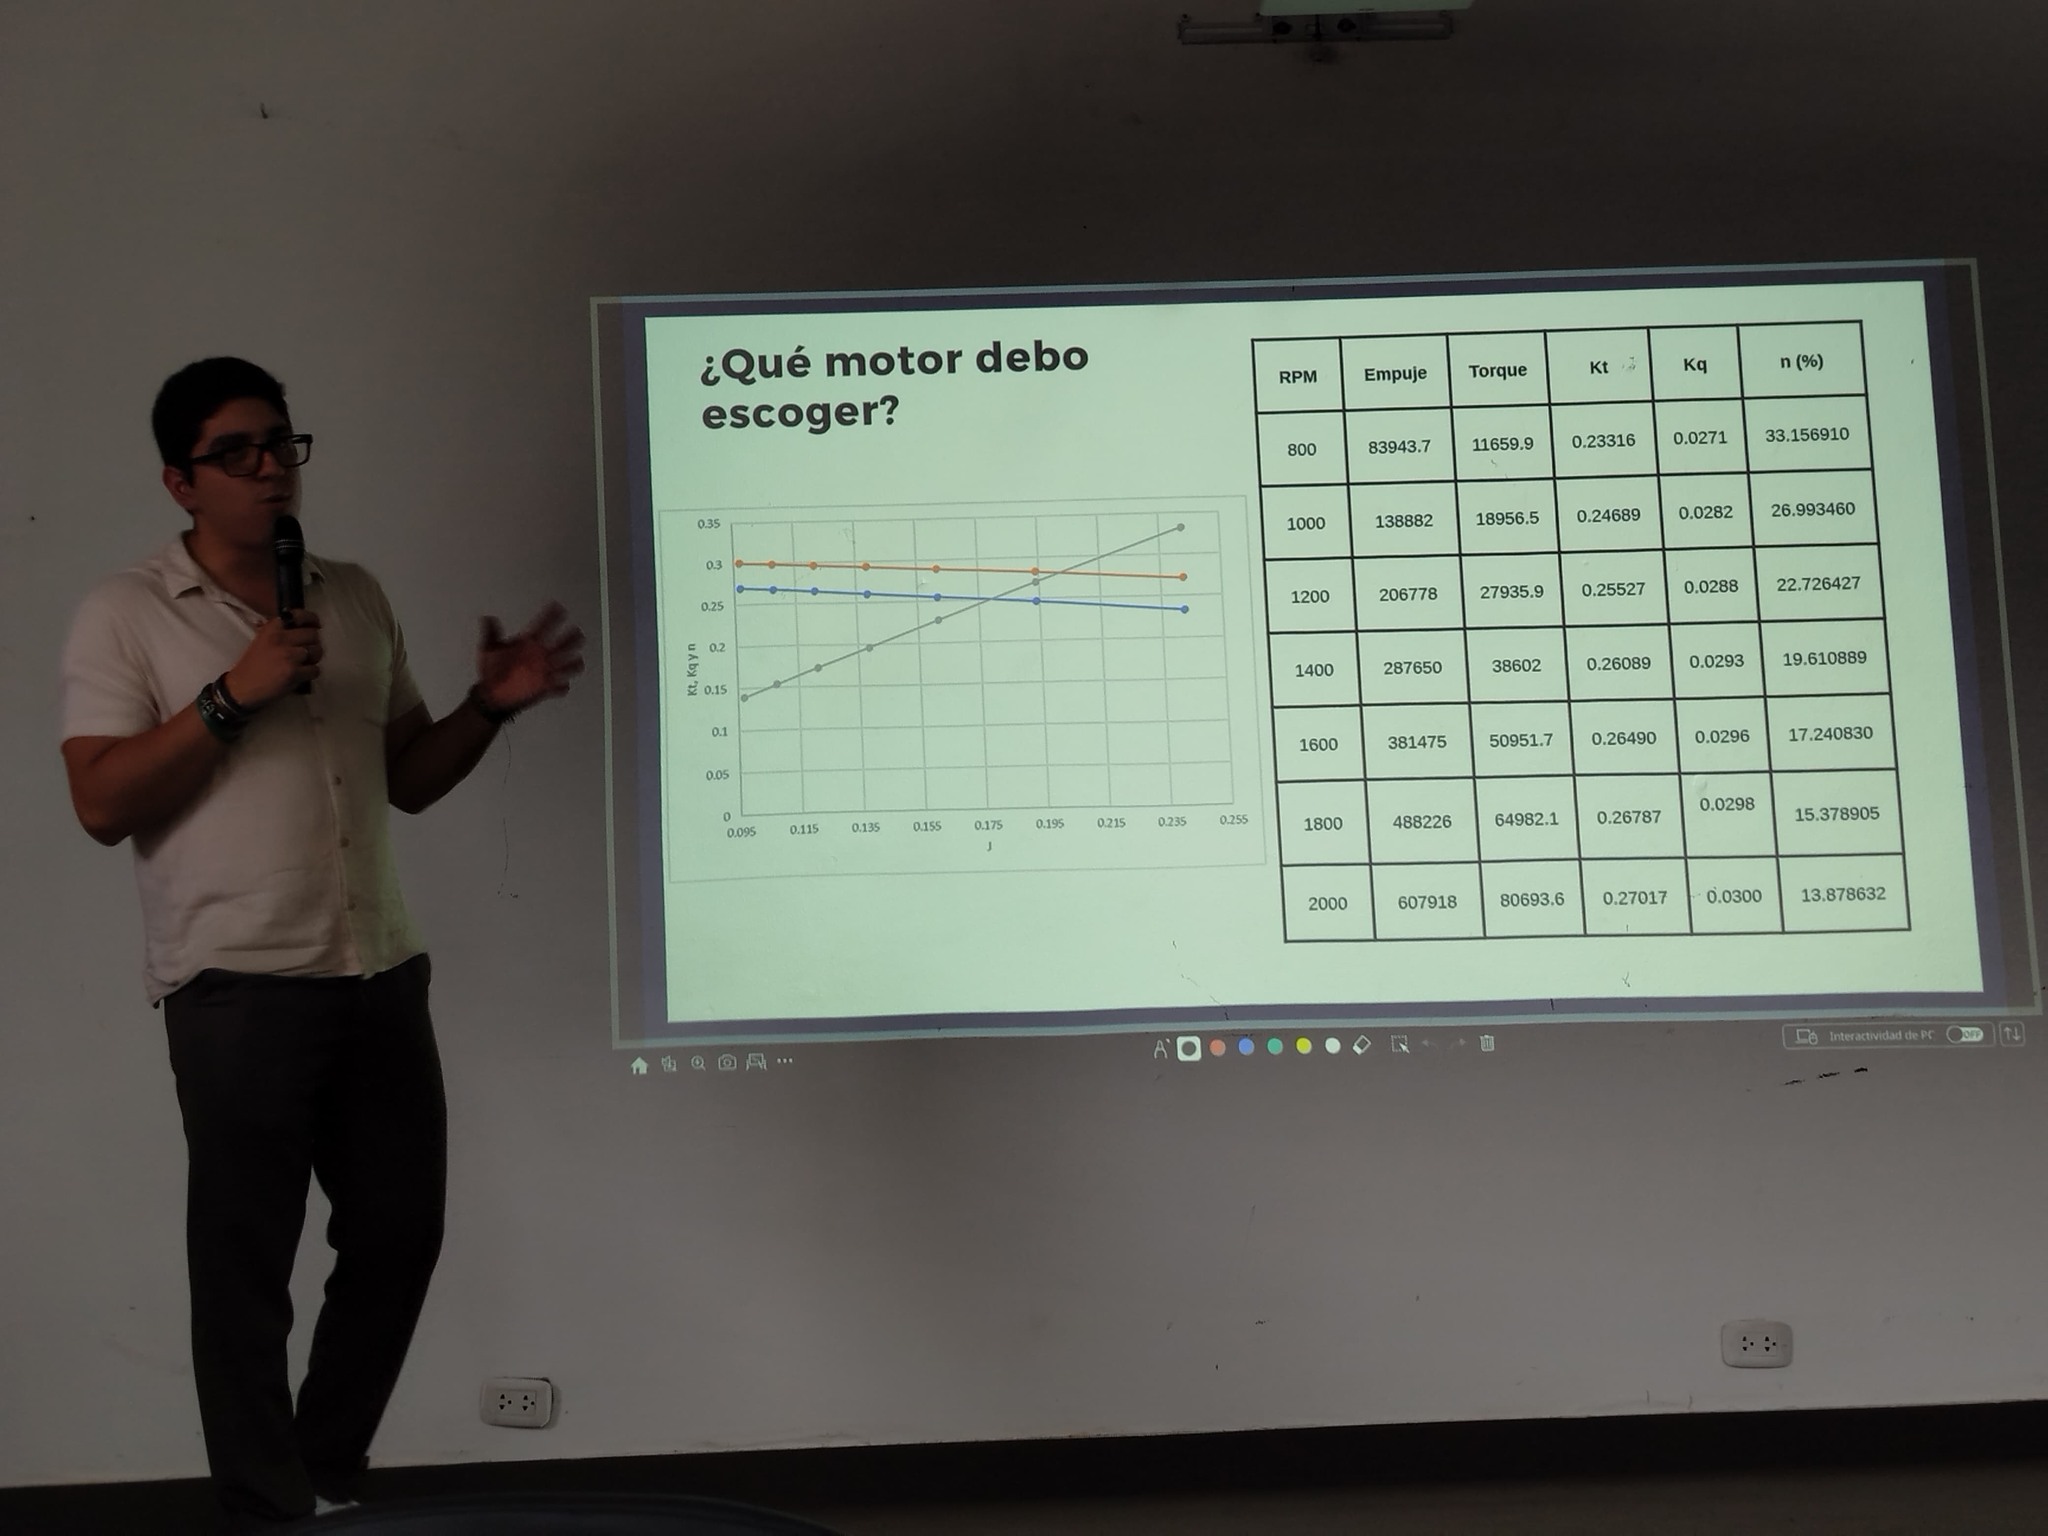 ¿Qué motor debo
escoger?
0.35
0.3
0.25
0.2
0.15
0.1
0.05
0
Kt, Kq y n
0.095 0.115 0.135 0.155 0.175 0.195 0.215 0.235 0.255
J
RPM Empuje Torque Kt Kq n (%)
800 83943.7 11659.9 0.23316 0.0271 33.156910
1000 138882 18956.5 0.24689 0.0282 26.993460
1200 206778 27935.9 0.25527 0.0288 22.726427
1400 287650 38602 0.26089 0.0293 19.610889
1600 381475 50951.7 0.26490 0.0296 17.240830
1800 488226 64982.1 0.26787 0.0298 15.378905
2000 607918 80693.6 0.27017 0.0300 13.878632
Interactividad de PC OFF